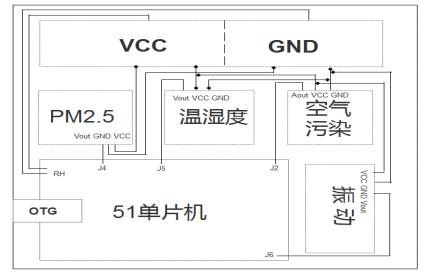 VCC GND
Vout VCC GND
Aout VCC GND
PM2.5
温湿度
空气
污染
Vout GND VCC
J4
J5
J2
RH
VCC GND Vout
振动
OTG
51单片机
J6